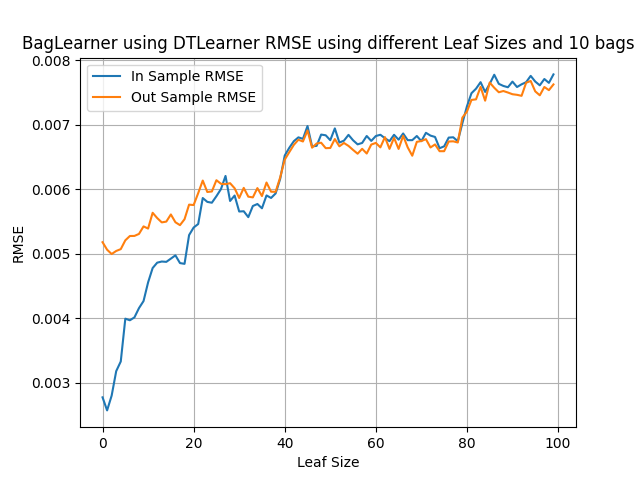 BagLearner using DTLearner RMSE using different Leaf Sizes and 10 bags
In Sample RMSE
Out Sample RMSE
0.008
0.007
0.006
0.005
0.004
0.003
RMSE
0 20 40 60 80 100
Leaf Size